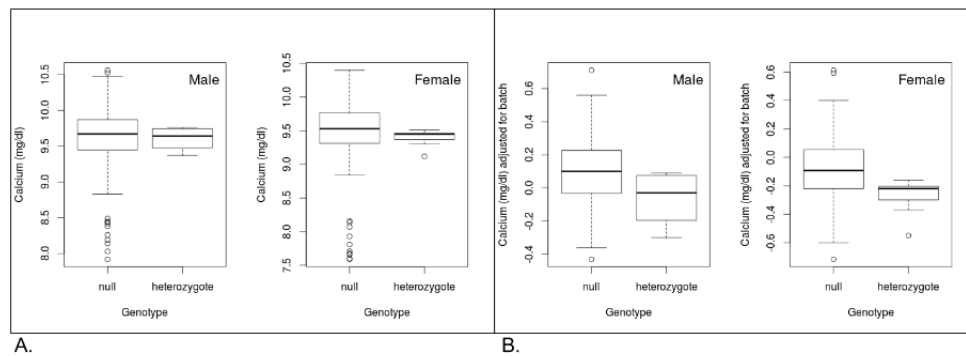 Male
Calcium (mg/dl)
8.0 8.5 9.0 9.5 10.0 10.5
null heterozygote
Genotype
Female
Calcium (mg/dl)
7.5 8.0 8.5 9.0 9.5 10.0 10.5
null heterozygote
Genotype
A.
Male
Calcium (mg/dl) adjusted for batch
-0.4 -0.2 0.0 0.2 0.4 0.6
null heterozygote
Genotype
Female
Calcium (mg/dl) adjusted for batch
-0.6 -0.4 -0.2 0.0 0.2 0.4 0.6
null heterozygote
Genotype
B.